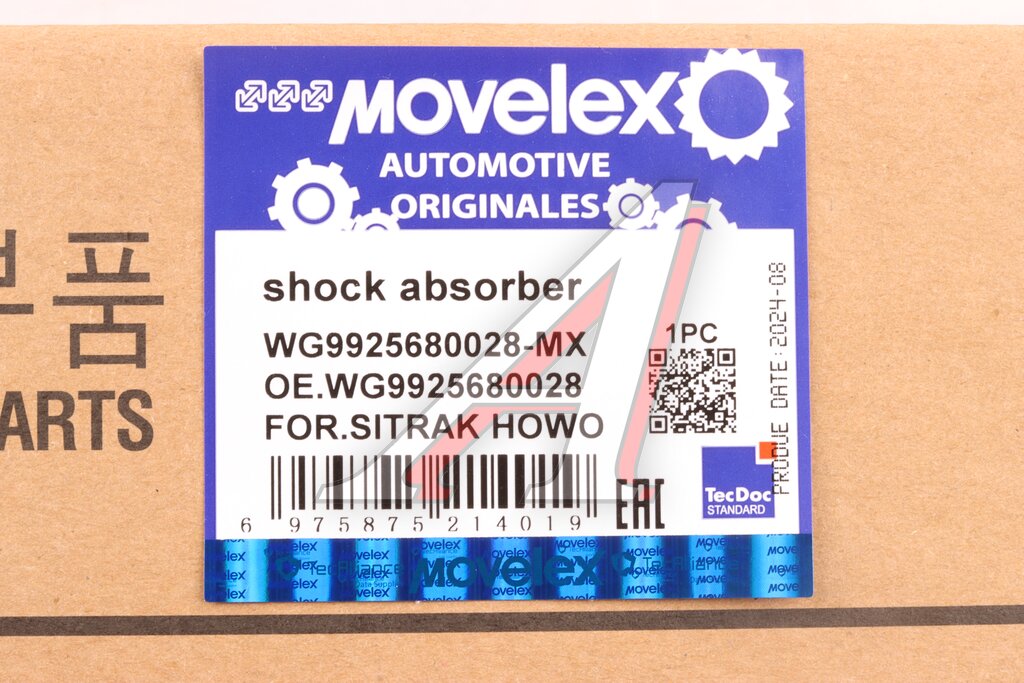 movelex
AUTOMOTIVE
ORIGINALES
shock absorber
WG9925680028-MX
OE.WG9925680028
FOR.SITRAK HOWO
1PC
PRODUE DATE:2024-08
6 975875 214019
EAC
TecDoc
STANDARD
movelex
품
ARTS